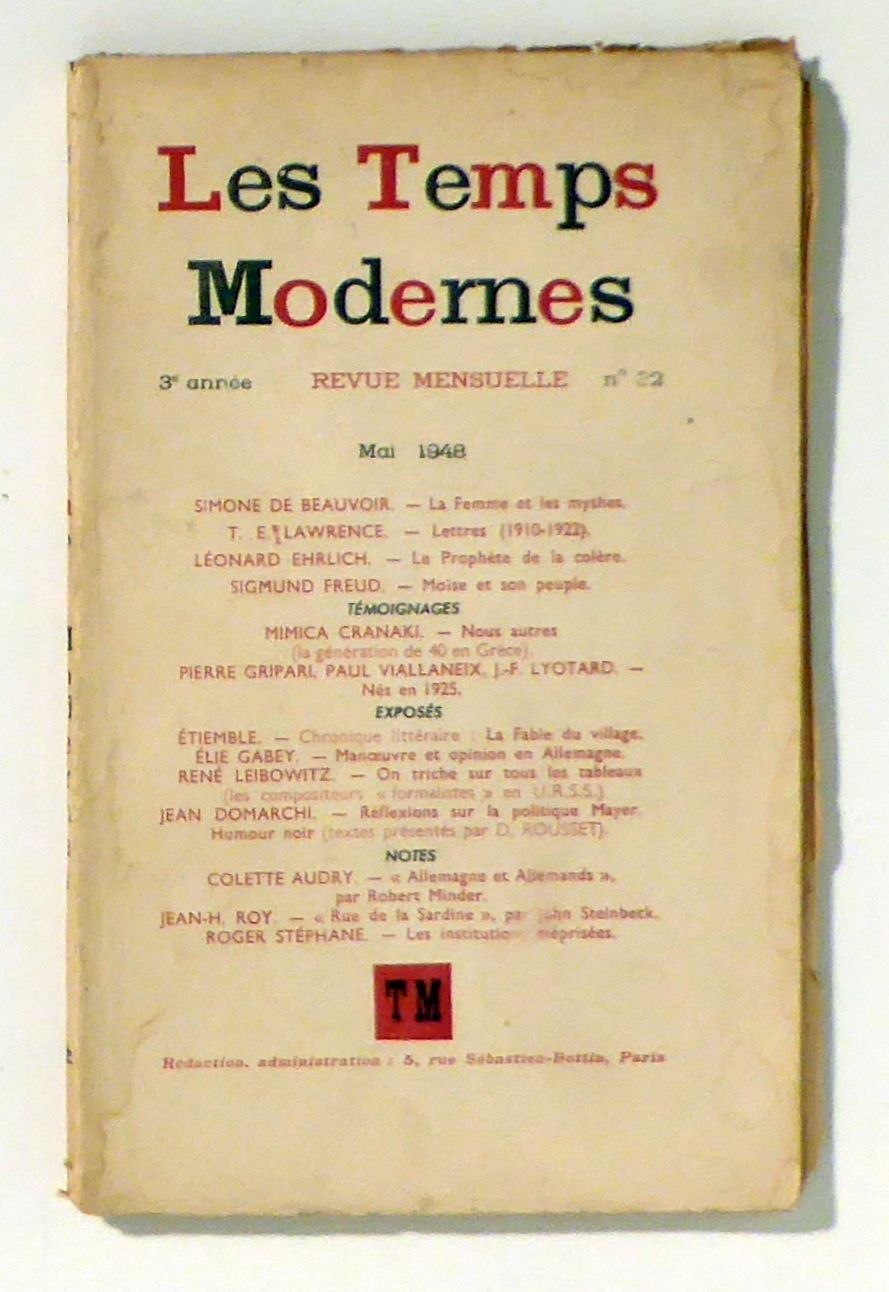 Les Temps
Modernes
3e année REVUE MENSUELLE n° 32
Mai 1948
SIMONE DE BEAUVOIR. — La Femme et les mythes.
T. E. LAWRENCE. — Lettres (1910-1922).
LÉONARD EHRLICH. — Le Prophète de la colère.
SIGMUND FREUD. — Moïse et son peuple.
TÉMOIGNAGES
MIMICA CRANAKI. — Nous autres
(la génération de 40 en Grèce).
PIERRE GRIPARI, PAUL VIALLANEIX, J.-F. LYOTARD. —
Nés en 1925.
EXPOSÉS
ÉTIEMBLE. — Chronique littéraire : La Fable du village.
ÉLIE GABEY. — Manœuvre et opinion en Allemagne.
RENÉ LEIBOWITZ. — On triche sur tous les tableaux
(les compositeurs « formalistes » en U.R.S.S.)
JEAN DOMARCHI. — Réflexions sur la politique Mayer.
Humour noir (textes présentés par D. ROUSSET).
NOTES
COLETTE AUDRY. — « Allemagne et Allemands »,
par Robert Minder.
JEAN-H. ROY. — « Rue de la Sardine », par John Steinbeck.
ROGER STÉPHANE. — Les institutions méprisées.
TM
Rédaction, administration : 5, rue Sébastien-Bottin, Paris